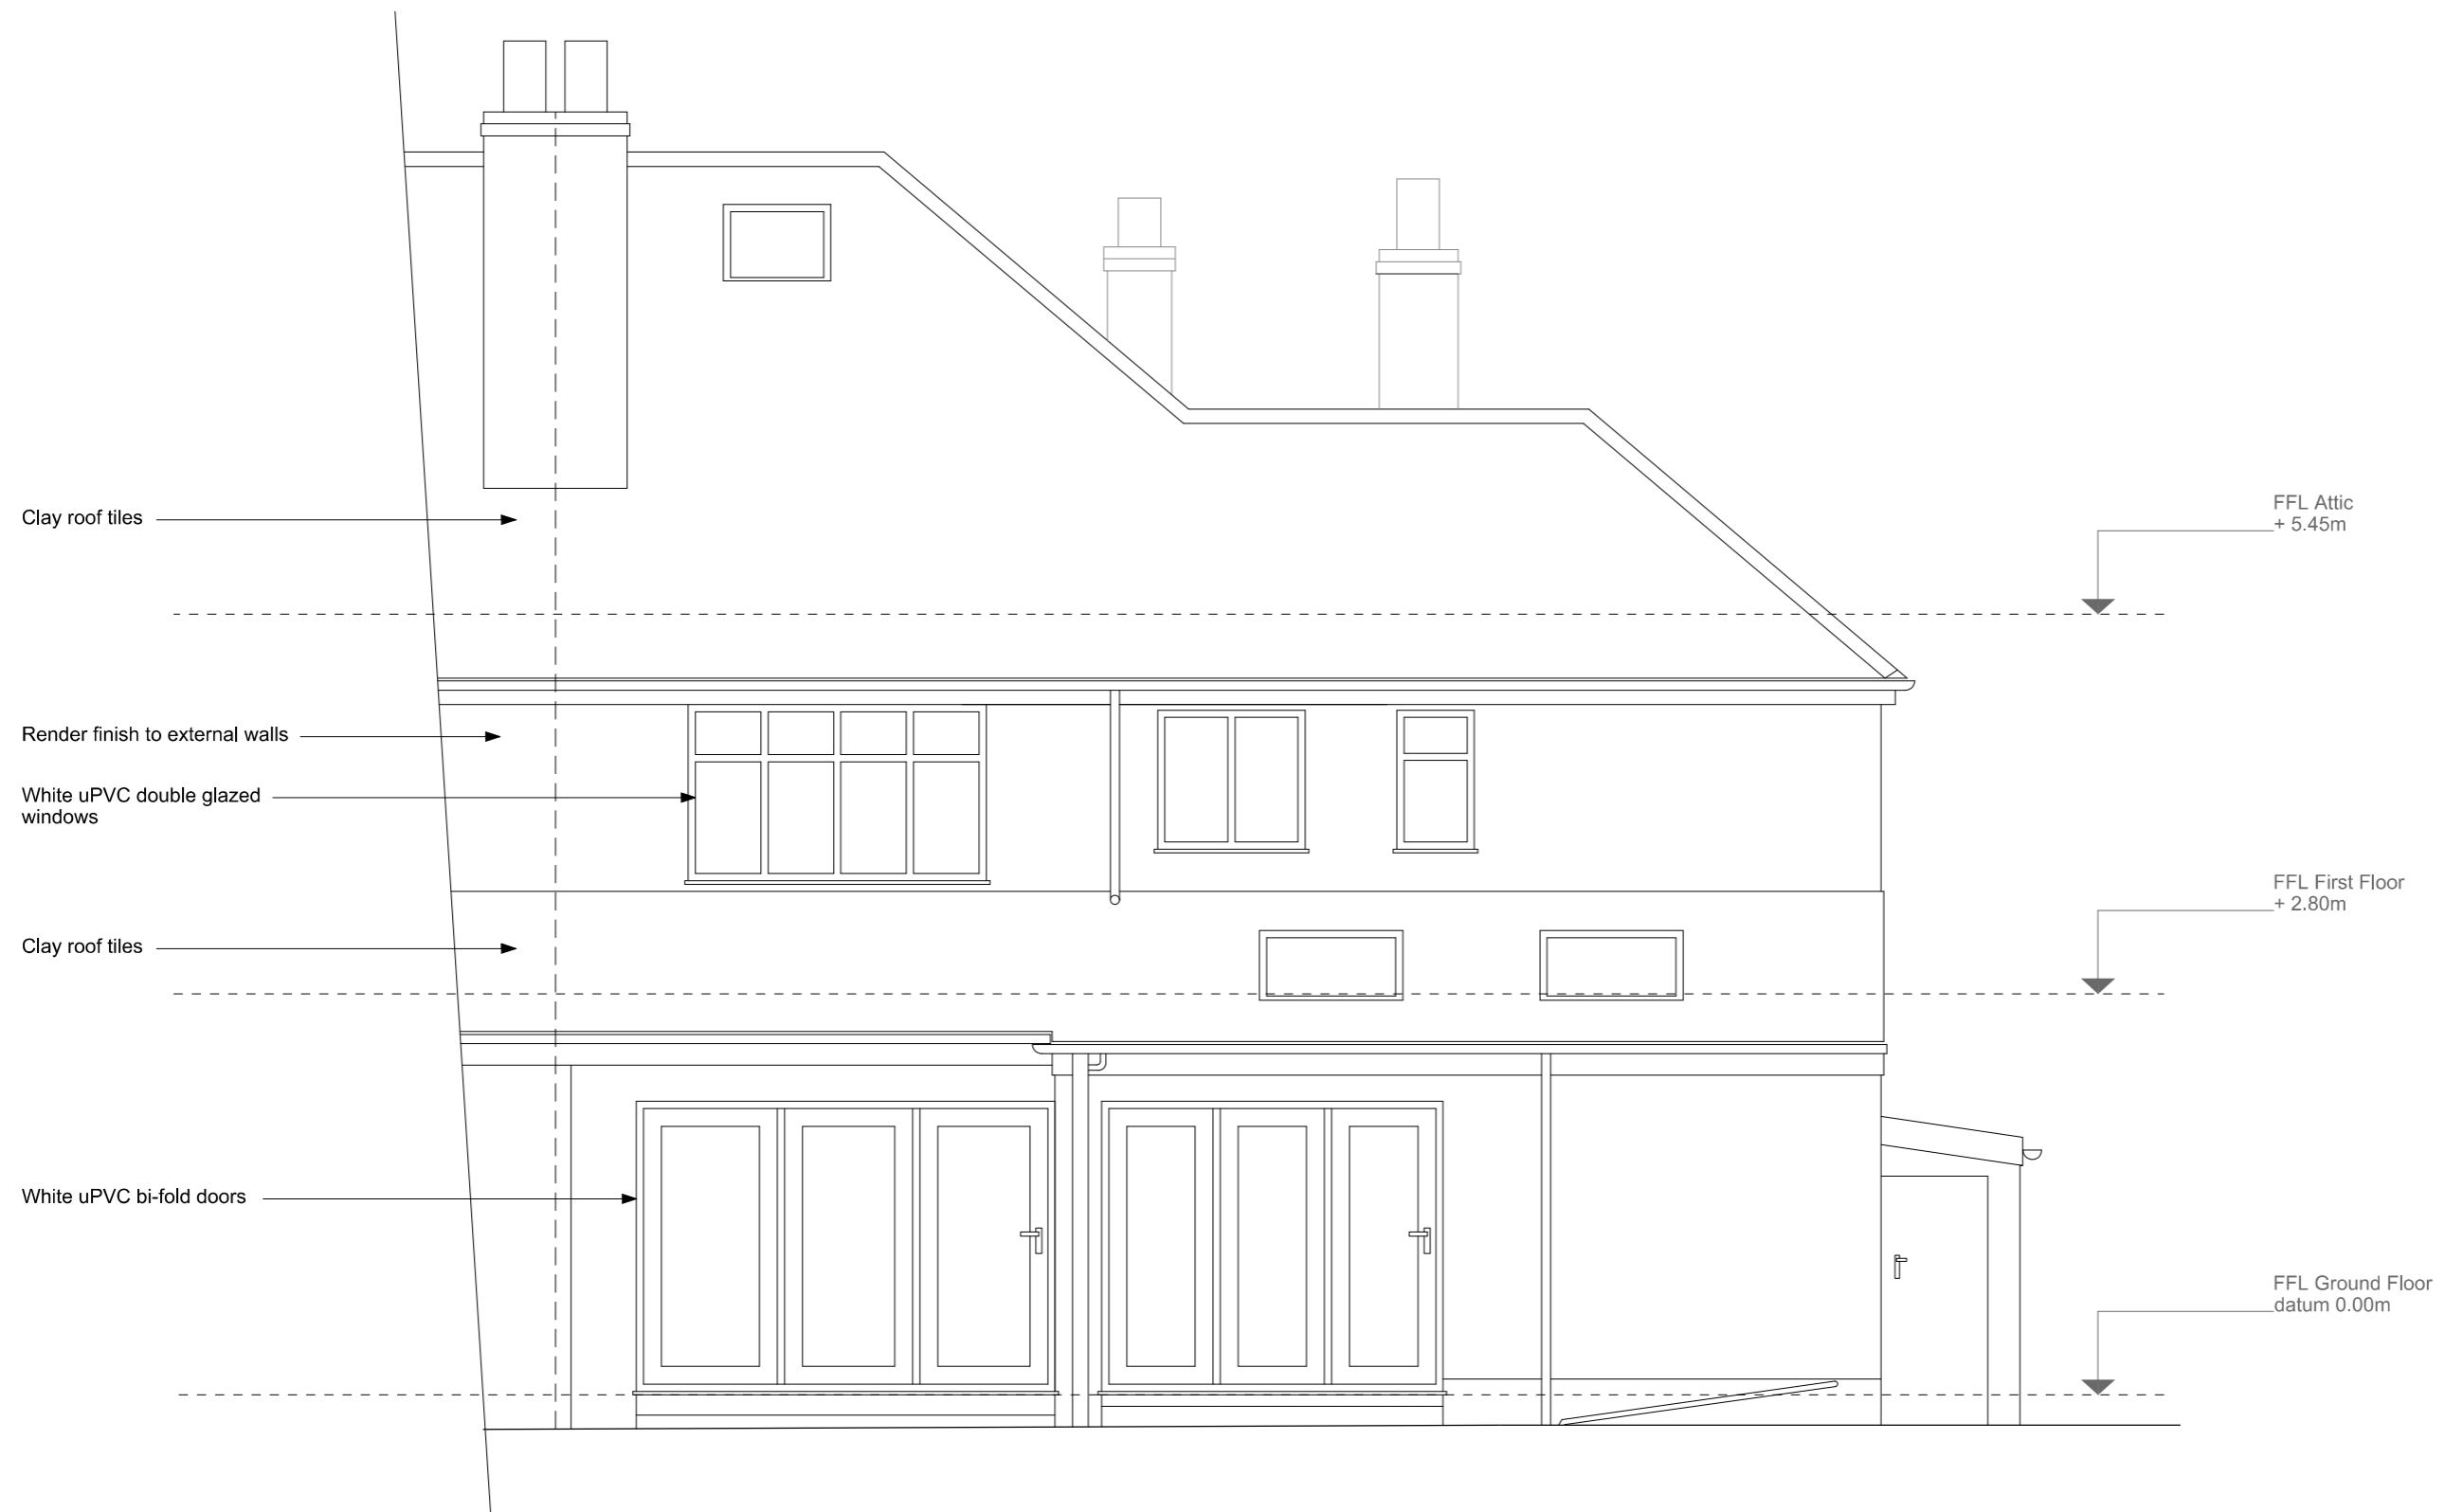 Clay roof tiles
FFL Attic
+ 5.45m
Render finish to external walls
White uPVC double glazed
windows
FFL First Floor
+ 2.80m
Clay roof tiles
White uPVC bi-fold doors
FFL Ground Floor
datum 0.00m